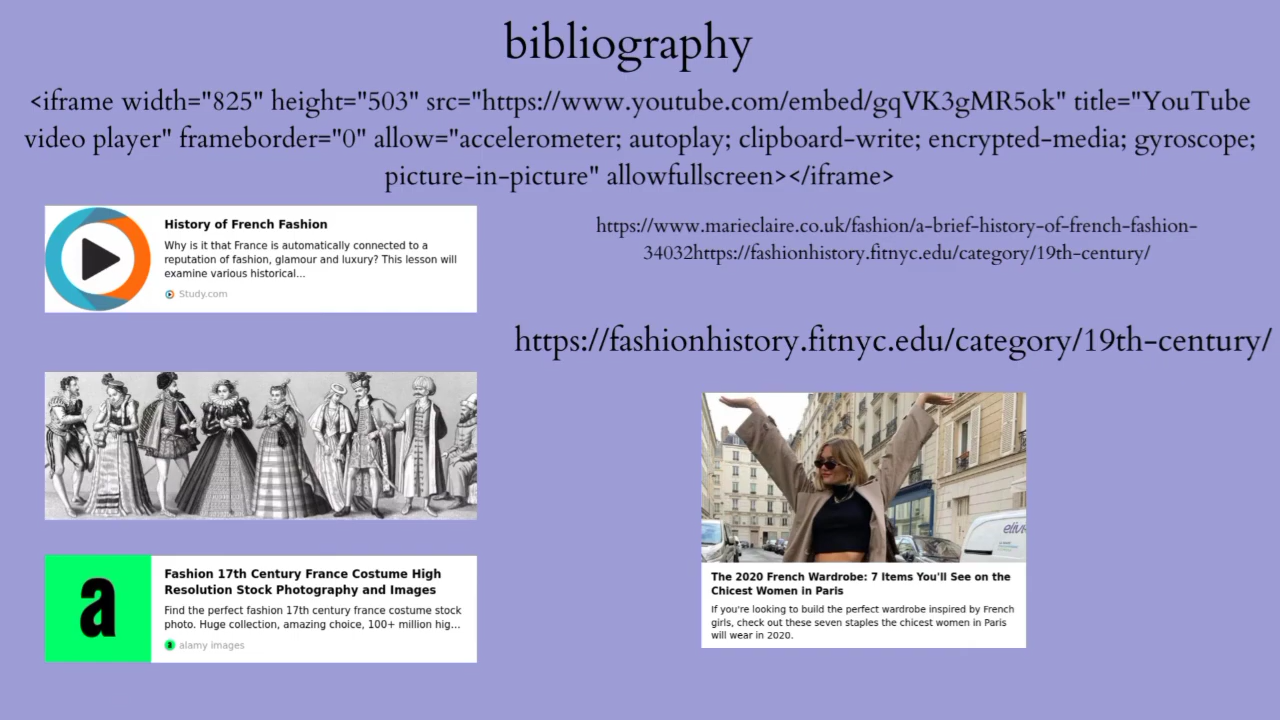 bibliography
<iframe width="825" height="503" src="https://www.youtube.com/embed/gqVK3gMR5ok" title="YouTube
video player" frameborder="0" allow="accelerometer; autoplay; clipboard-write; encrypted-media; gyroscope;
picture-in-picture" allowfullscreen></iframe>
History of French Fashion
Why is it that France is automatically connected to a
reputation of fashion, glamour and luxury? This lesson will
examine various historical...
Study.com
https://www.marieclaire.co.uk/fashion/a-brief-history-of-french-fashion-
34032https://fashionhistory.fitnyc.edu/category/19th-century/
https://fashionhistory.fitnyc.edu/category/19th-century/
a
Fashion 17th Century France Costume High
Resolution Stock Photography and Images
Find the perfect fashion 17th century france costume stock
photo. Huge collection, amazing choice, 100+ million hig...
a alamy images
The 2020 French Wardrobe: 7 Items You'll See on the
Chicest Women in Paris
If you're looking to build the perfect wardrobe inspired by French
girls, check out these seven staples the chicest women in Paris
will wear in 2020.